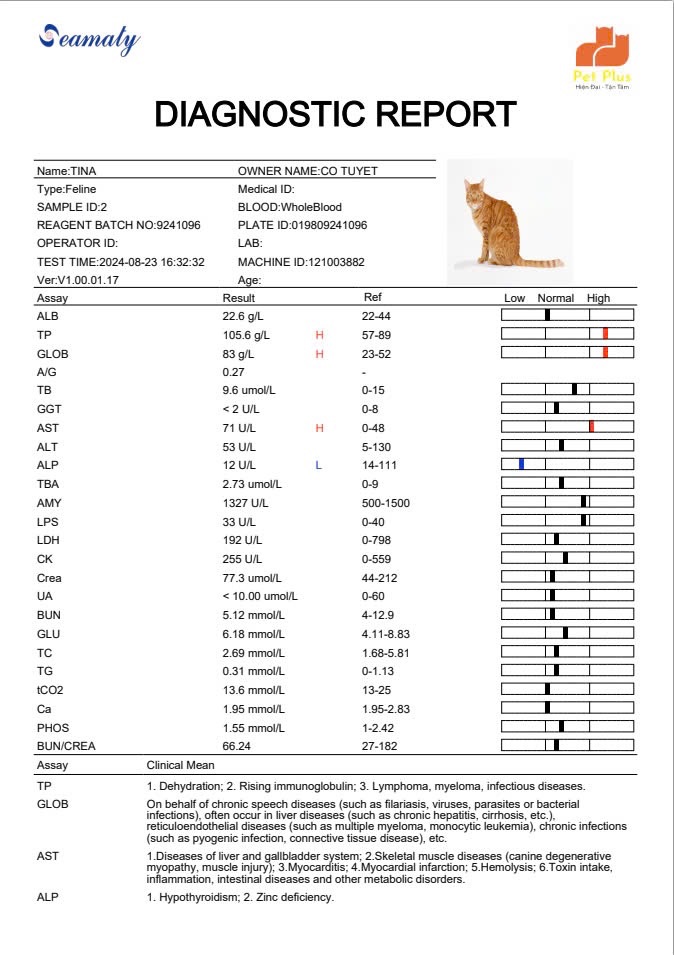 Seamaty
Pet Plus
Hiện Đại - Tận Tâm
DIAGNOSTIC REPORT
Name:TINA OWNER NAME:CO TUYET
Type:Feline Medical ID:
SAMPLE ID:2 BLOOD:WholeBlood
REAGENT BATCH NO:9241096 PLATE ID:019809241096
OPERATOR ID: LAB:
TEST TIME:2024-08-23 16:32:32 MACHINE ID:121003882
Ver:V1.00.01.17 Age:
Assay Result Ref Low Normal High
ALB 22.6 g/L 22-44
TP 105.6 g/L H 57-89
GLOB 83 g/L H 23-52
A/G 0.27 -
TB 9.6 umol/L 0-15
GGT < 2 U/L 0-8
AST 71 U/L H 0-48
ALT 53 U/L 5-130
ALP 12 U/L L 14-111
TBA 2.73 umol/L 0-9
AMY 1327 U/L 500-1500
LPS 33 U/L 0-40
LDH 192 U/L 0-798
CK 255 U/L 0-559
Crea 77.3 umol/L 44-212
UA < 10.00 umol/L 0-60
BUN 5.12 mmol/L 4-12.9
GLU 6.18 mmol/L 4.11-8.83
TC 2.69 mmol/L 1.68-5.81
TG 0.31 mmol/L 0-1.13
tCO2 13.6 mmol/L 13-25
Ca 1.95 mmol/L 1.95-2.83
PHOS 1.55 mmol/L 1-2.42
BUN/CREA 66.24 27-182
Assay Clinical Mean
TP 1. Dehydration; 2. Rising immunoglobulin; 3. Lymphoma, myeloma, infectious diseases.
GLOB On behalf of chronic speech diseases (such as filariasis, viruses, parasites or bacterial
infections), often occur in liver diseases (such as chronic hepatitis, cirrhosis, etc.),
reticuloendothelial diseases (such as multiple myeloma, monocytic leukemia), chronic infections
(such as pyogenic infection, connective tissue disease), etc.
AST 1.Diseases of liver and gallbladder system; 2.Skeletal muscle diseases (canine degenerative
myopathy, muscle injury); 3.Myocarditis; 4.Myocardial infarction; 5.Hemolysis; 6.Toxin intake,
inflammation, intestinal diseases and other metabolic disorders.
ALP 1. Hypothyroidism; 2. Zinc deficiency.